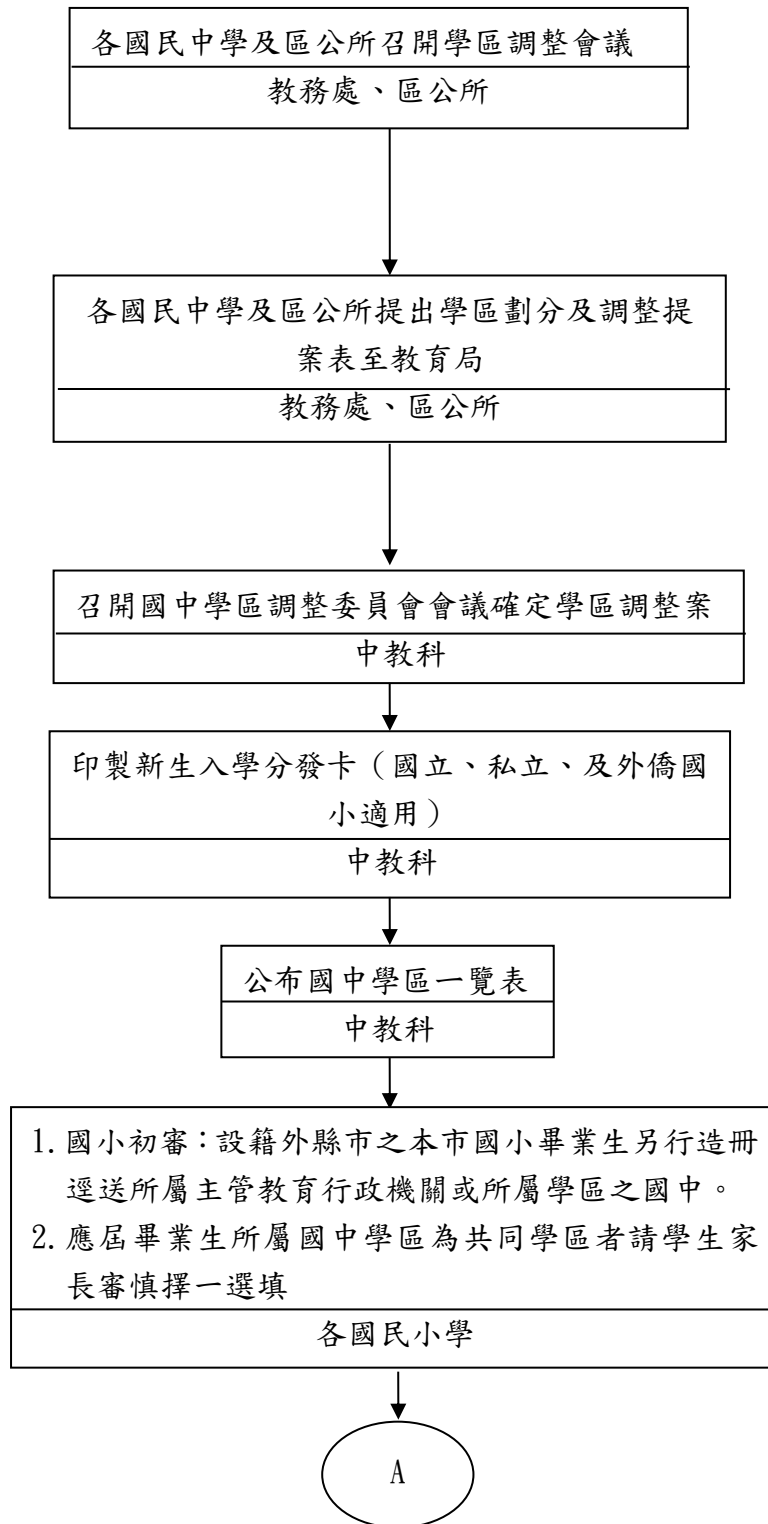 各國民中學及區公所召開學區調整會議
教務處、區公所
各國民中學及區公所提出學區劃分及調整提
案表至教育局
教務處、區公所
召開國中學區調整委員會會議確定學區調整案
中教科
印製新生入學分發卡（國立、私立、及外僑國
小適用）
中教科
公布國中學區一覽表
中教科
1. 國小初審：設籍外縣市之本市國小畢業生另行造冊
逕送所屬主管教育行政機關或所屬學區之國中。
2. 應屆畢業生所屬國中學區為共同學區者請學生家
長審慎擇一選填
各國民小學
A